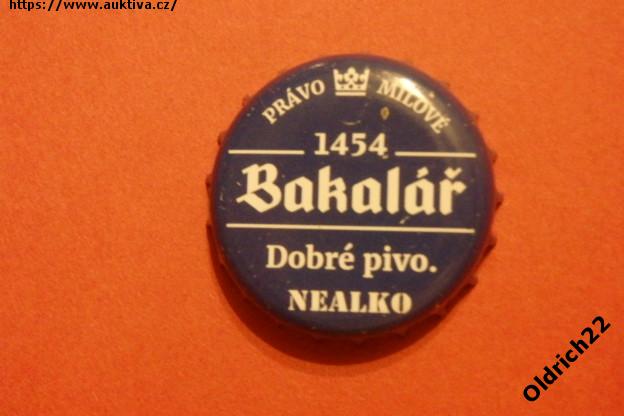 https://www.auktiva.cz/
PRÁVO MÍLOVÉ
1454
Bakalář
Dobré pivo.
NEALKO
Oldrich22